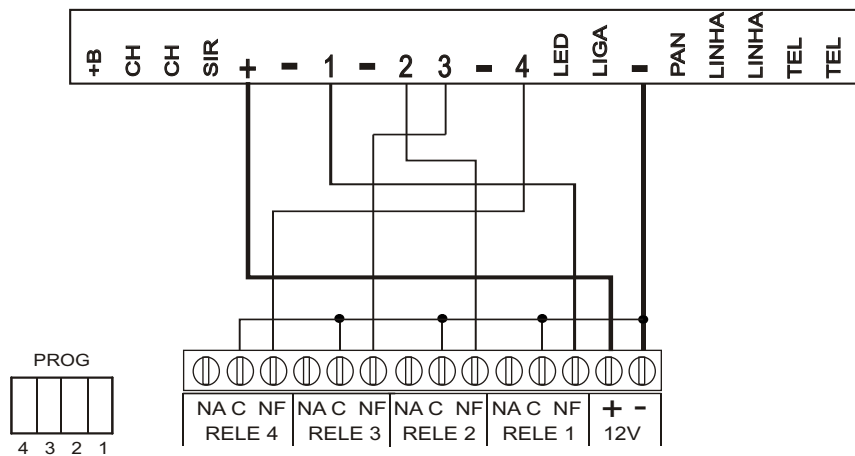 +B CH CH SIR + - 1 - 2 3 - 4 LED LIGA - PAN LINHA LINHA TEL TEL
PROG
4 3 2 1
NA C NF NA C NF NA C NF NA C NF + -
RELE 4 RELE 3 RELE 2 RELE 1 12V